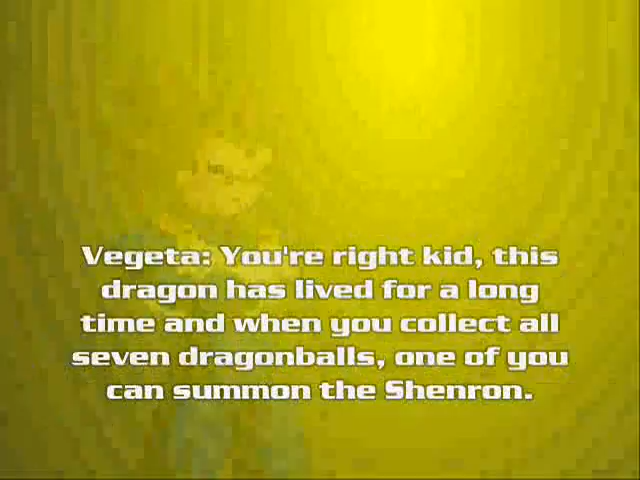 Vegeta: You're right kid, this
dragon has lived for a long
time and when you collect all
seven dragonballs, one of you
can summon the Shenron.